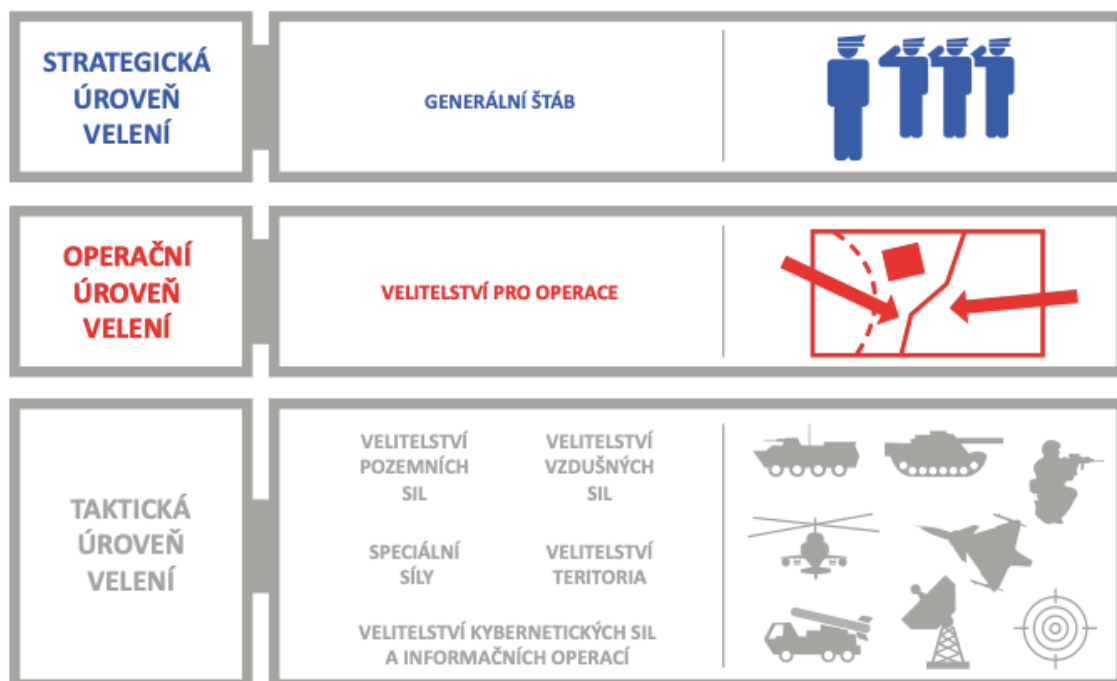 STRATEGICKÁ
ÚROVEŇ
VELENÍ
GENERÁLNÍ ŠTÁB
OPERAČNÍ
ÚROVEŇ
VELENÍ
VELITELSTVÍ PRO OPERACE
TAKTICKÁ
ÚROVEŇ
VELENÍ
VELITELSTVÍ
POZEMNÍCH
SIL
VELITELSTVÍ
VZDUŠNÝCH
SIL
SPECIÁLNÍ
SÍLY
VELITELSTVÍ
TERITORIA
VELITELSTVÍ KYBERNETICKÝCH SIL
A INFORMAČNÍCH OPERACÍ